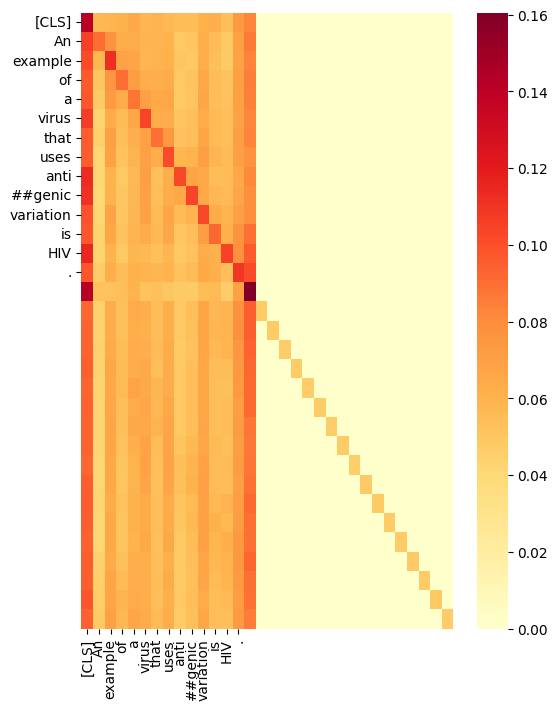 [CLS]
An
example
of
a
virus
that
uses
anti
##genic
variation
is
HIV
.
0.16
0.14
0.12
0.10
0.08
0.06
0.04
0.02
0.00
[CLS]
An
example
of
a
virus
that
uses
anti
##genic
variation
is
HIV
.